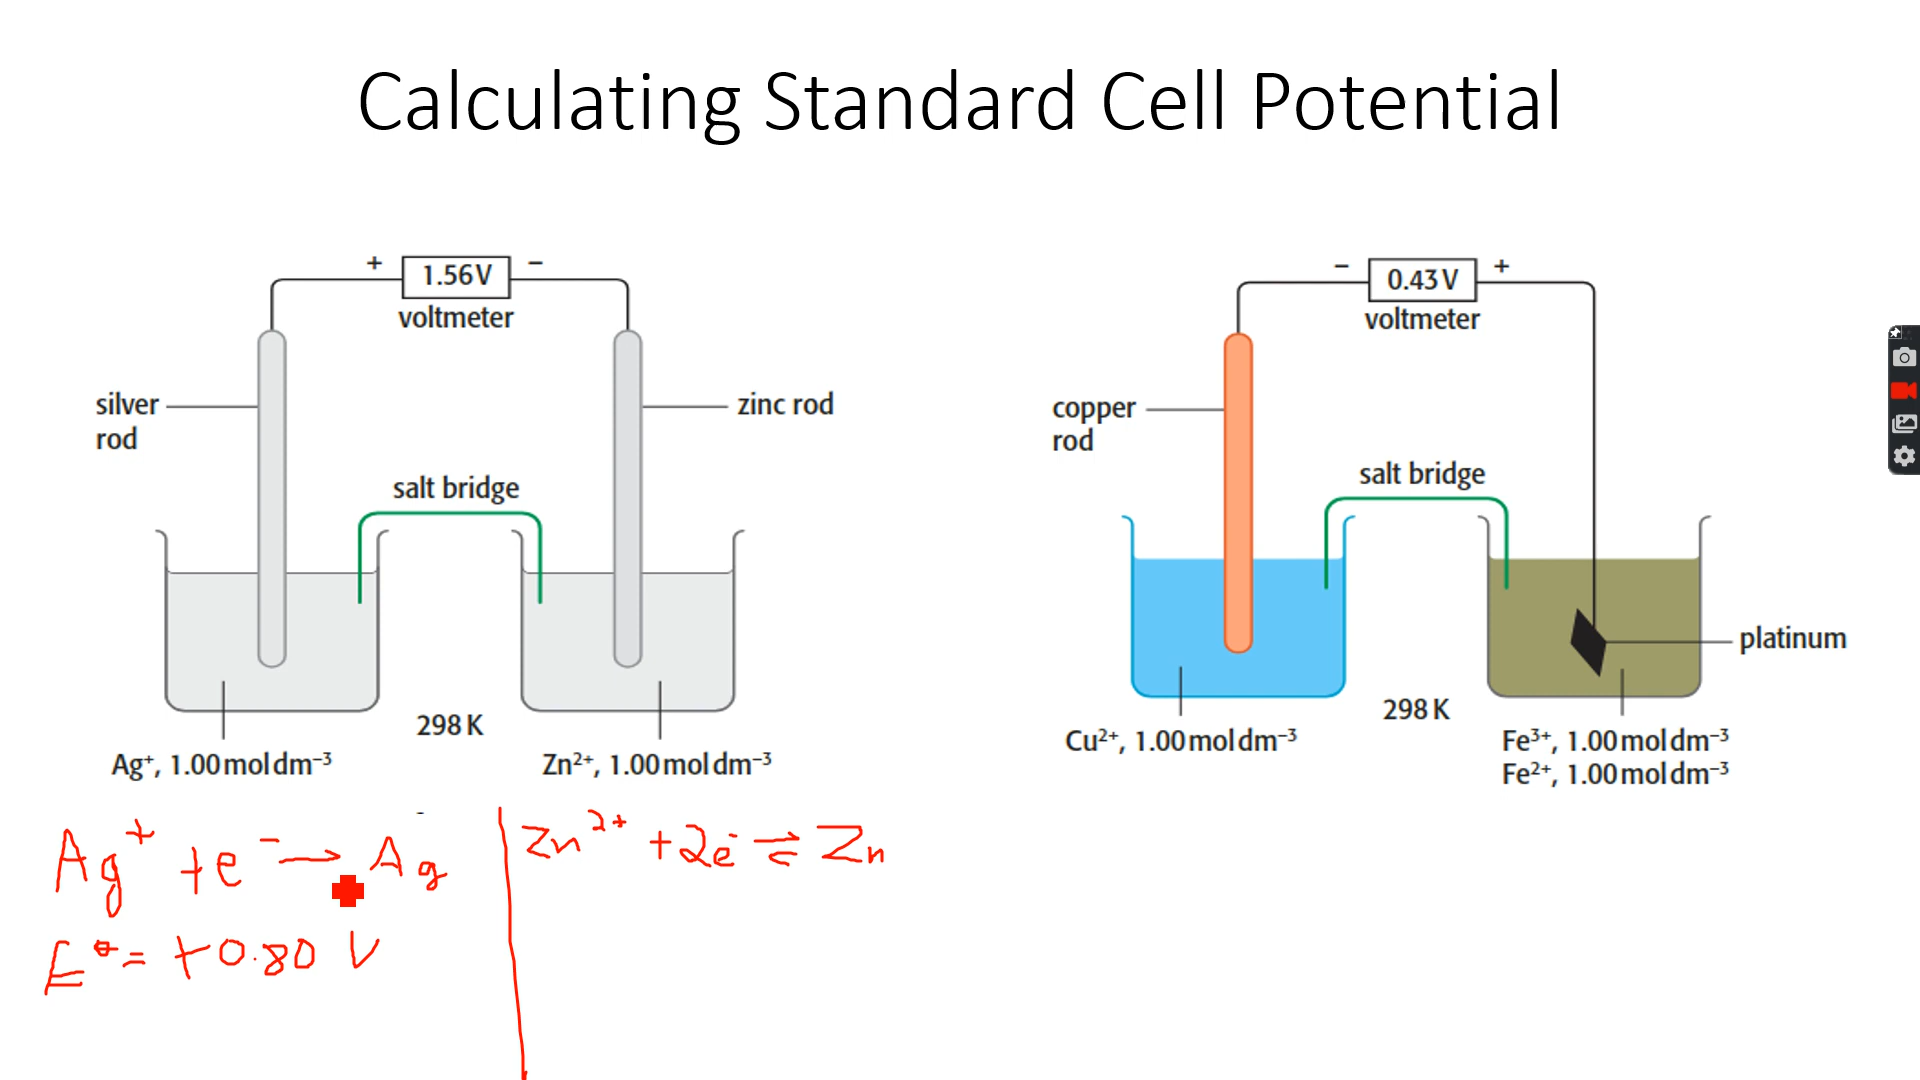 Calculating Standard Cell Potential
+ 1.56 V −
voltmeter
silver
rod
zinc rod
salt bridge
298 K
Ag⁺, 1.00 mol dm⁻³
Zn²⁺, 1.00 mol dm⁻³
− 0.43 V +
voltmeter
copper
rod
salt bridge
platinum
298 K
Cu²⁺, 1.00 mol dm⁻³
Fe³⁺, 1.00 mol dm⁻³
Fe²⁺, 1.00 mol dm⁻³
Ag⁺ + e⁻ → Ag
E⦵ = +0.80 V
Zn²⁺ + 2e⁻ ⇌ Zn